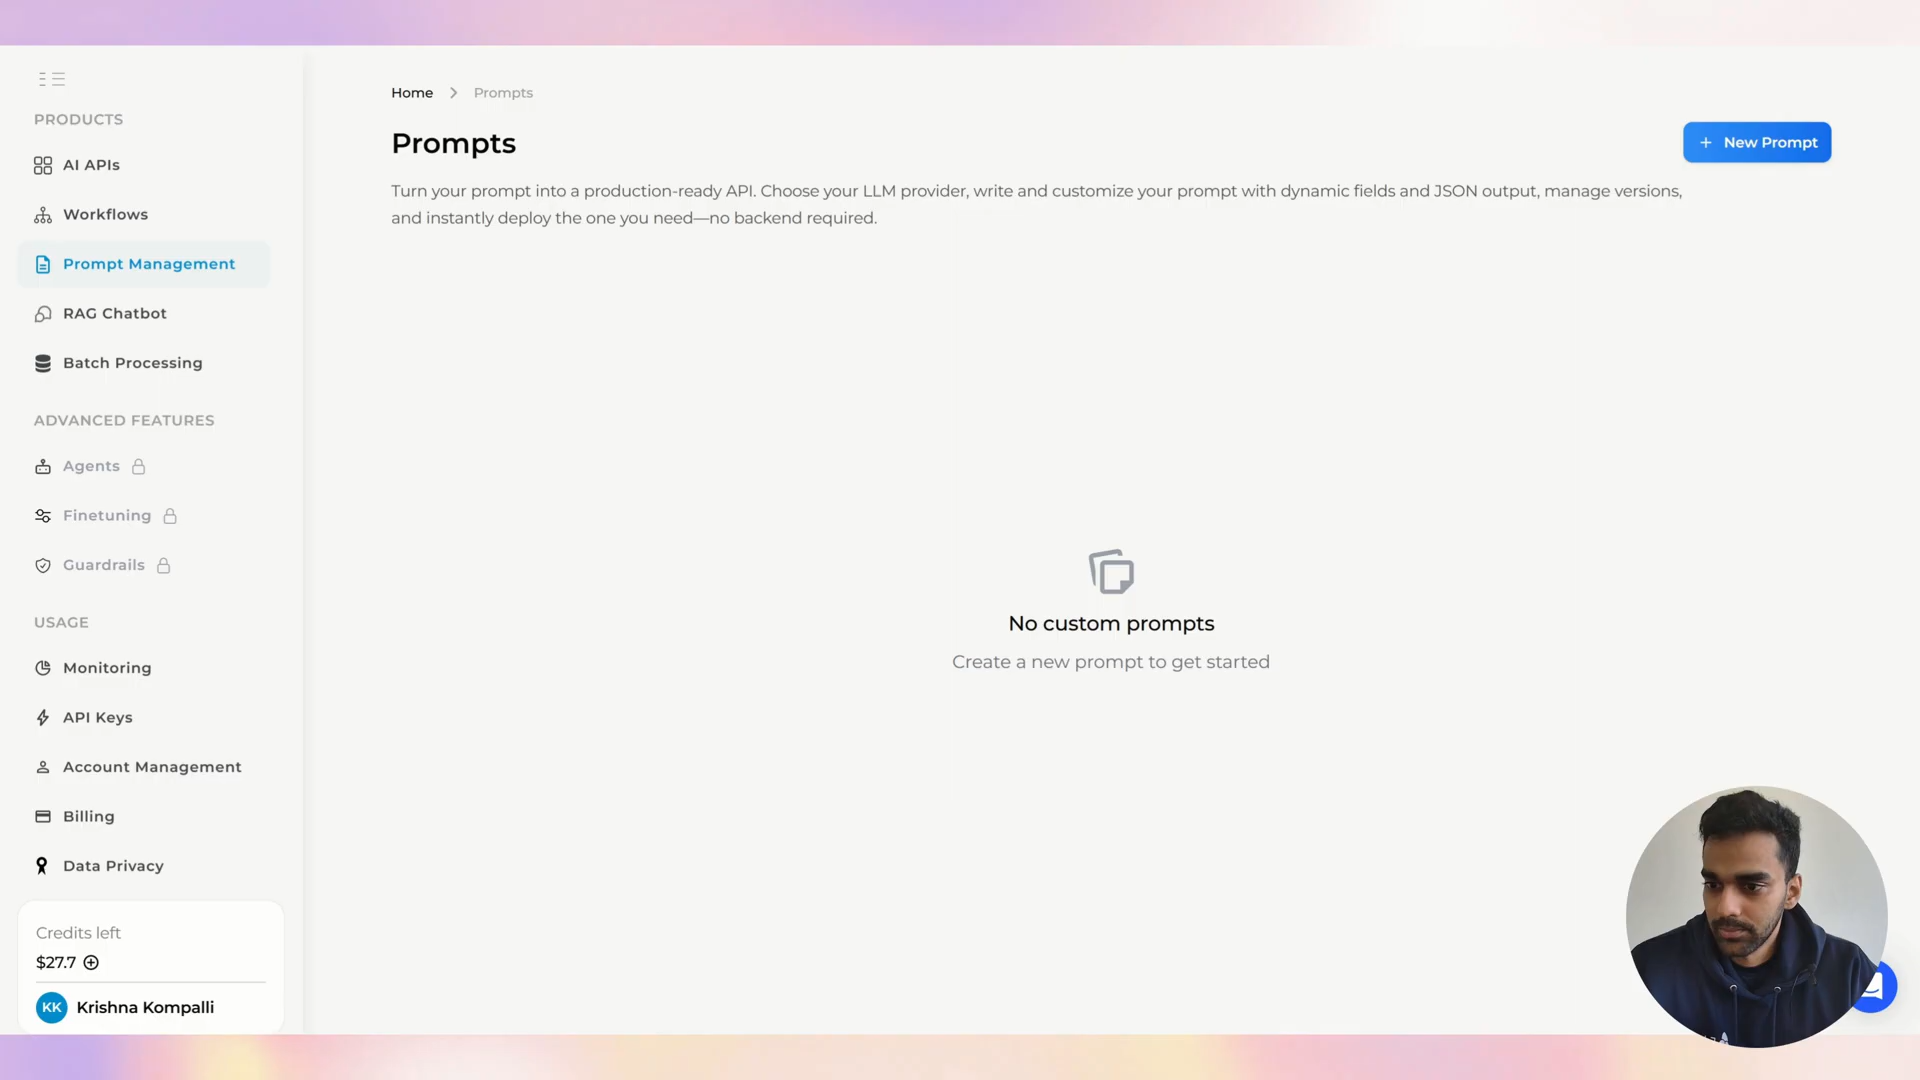 PRODUCTS
AI APIs
Workflows
Prompt Management
RAG Chatbot
Batch Processing
ADVANCED FEATURES
Agents
Finetuning
Guardrails
USAGE
Monitoring
API Keys
Account Management
Billing
Data Privacy
Credits left
$27.7
KK Krishna Kompalli
Home > Prompts
Prompts
+ New Prompt
Turn your prompt into a production-ready API. Choose your LLM provider, write and customize your prompt with dynamic fields and JSON output, manage versions,
and instantly deploy the one you need—no backend required.
No custom prompts
Create a new prompt to get started